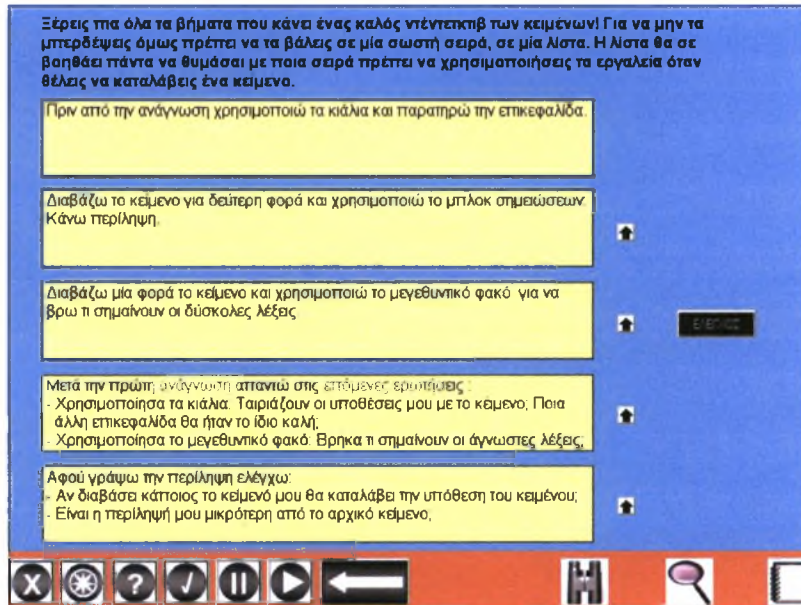 Ξέρεις πια όλα τα βήματα που κάνει ένας καλός ντέντεκτιβ των κειμένων! Για να μην τα
μπερδέψεις όμως πρέπει να τα βάλεις σε μία σωστή σειρά, σε μία λίστα. Η λίστα θα σε
βοηθάει πάντα να θυμάσαι με ποια σειρά πρέπει να χρησιμοποιήσεις τα εργαλεία όταν
θέλεις να καταλάβεις ένα κείμενο.
Πριν από την ανάγνωση χρησιμοποιώ τα κιάλια και παρατηρώ την επικεφαλίδα.
Διαβάζω το κείμενο για δεύτερη φορά και χρησιμοποιώ το μπλοκ σημειώσεων.
Κάνω περίληψη.
Διαβάζω μία φορά το κείμενο και χρησιμοποιώ το μεγεθυντικό φακό για να
βρω τι σημαίνουν οι δύσκολες λέξεις
ΕΛΕΓΧΟΣ
Μετά την πρώτη ανάγνωση απαντώ στις επόμενες ερωτήσεις :
- Χρησιμοποίησα τα κιάλια. Ταιριάζουν οι υποθέσεις μου με το κείμενο; Ποια
άλλη επικεφαλίδα θα ήταν το ίδιο καλή;
- Χρησιμοποίησα το μεγεθυντικό φακό. Βρηκα τι σημαίνουν οι άγνωστες λέξεις;
Αφού γράψω την περίληψη ελέγχω:
- Αν διαβάσει κάποιος το κείμενό μου θα καταλάβει την υπόθεση του κειμένου;
- Είναι η περίληψή μου μικρότερη από το αρχικό κείμενο;